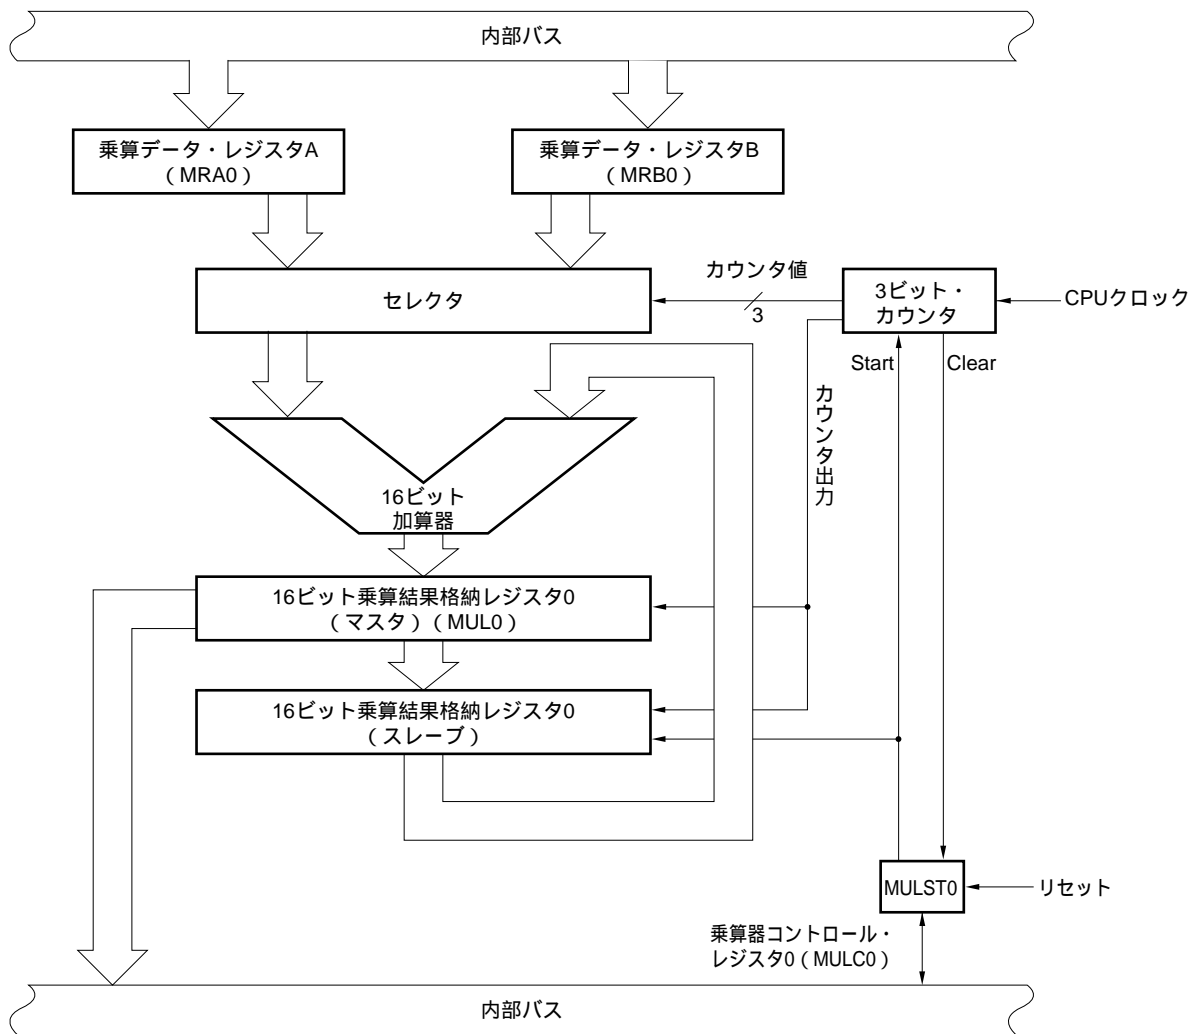 内部バス
乗算データ・レジスタA
(MRA0)
乗算データ・レジスタB
(MRB0)
セレクタ
カウンタ値
3
3ビット・
カウンタ
CPUクロック
Start
Clear
カウンタ出力
16ビット
加算器
16ビット乗算結果格納レジスタ0
(マスタ)(MUL0)
16ビット乗算結果格納レジスタ0
(スレーブ)
MULST0
リセット
乗算器コントロール・
レジスタ0(MULC0)
内部バス